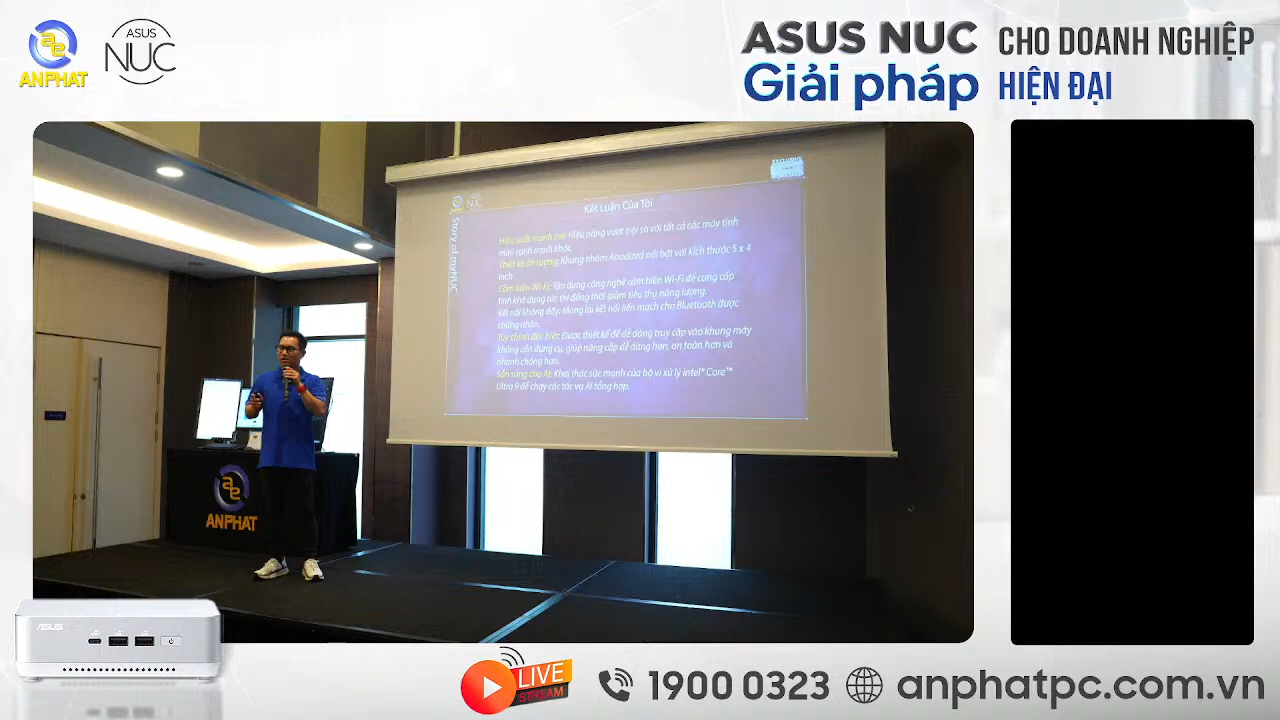 ANPHAT
ASUS
NUC
ASUS NUC CHO DOANH NGHIỆP
Giải pháp HIỆN ĐẠI
NUC
Kết Luận Của Tôi
Story of myNUC
Hiệu suất mạnh mẽ: Hiệu năng vượt trội so với tất cả các máy tính
mini cạnh tranh khác.
Thiết kế ấn tượng: Khung nhôm Anodized nổi bật với kích thước 5 x 4
inch
Cảm biến Wi-Fi: Tận dụng công nghệ cảm biến Wi-Fi để cung cấp
tính khả dụng tức thì đồng thời giảm tiêu thụ năng lượng.
Kết nối không dây: Mang lại kết nối liền mạch cho Bluetooth được
chứng nhận.
Tùy chỉnh đặc biệt: Được thiết kế để dễ dàng truy cập vào khung máy
không cần dụng cụ, giúp nâng cấp dễ dàng hơn, an toàn hơn và
nhanh chóng hơn.
Sẵn sàng cho AI: Khai thác sức mạnh của bộ vi xử lý Intel® Core™
Ultra 9 để chạy các tác vụ AI tổng hợp.
ANPHAT
ASUS
LIVE
STREAM
1900 0323
anphatpc.com.vn